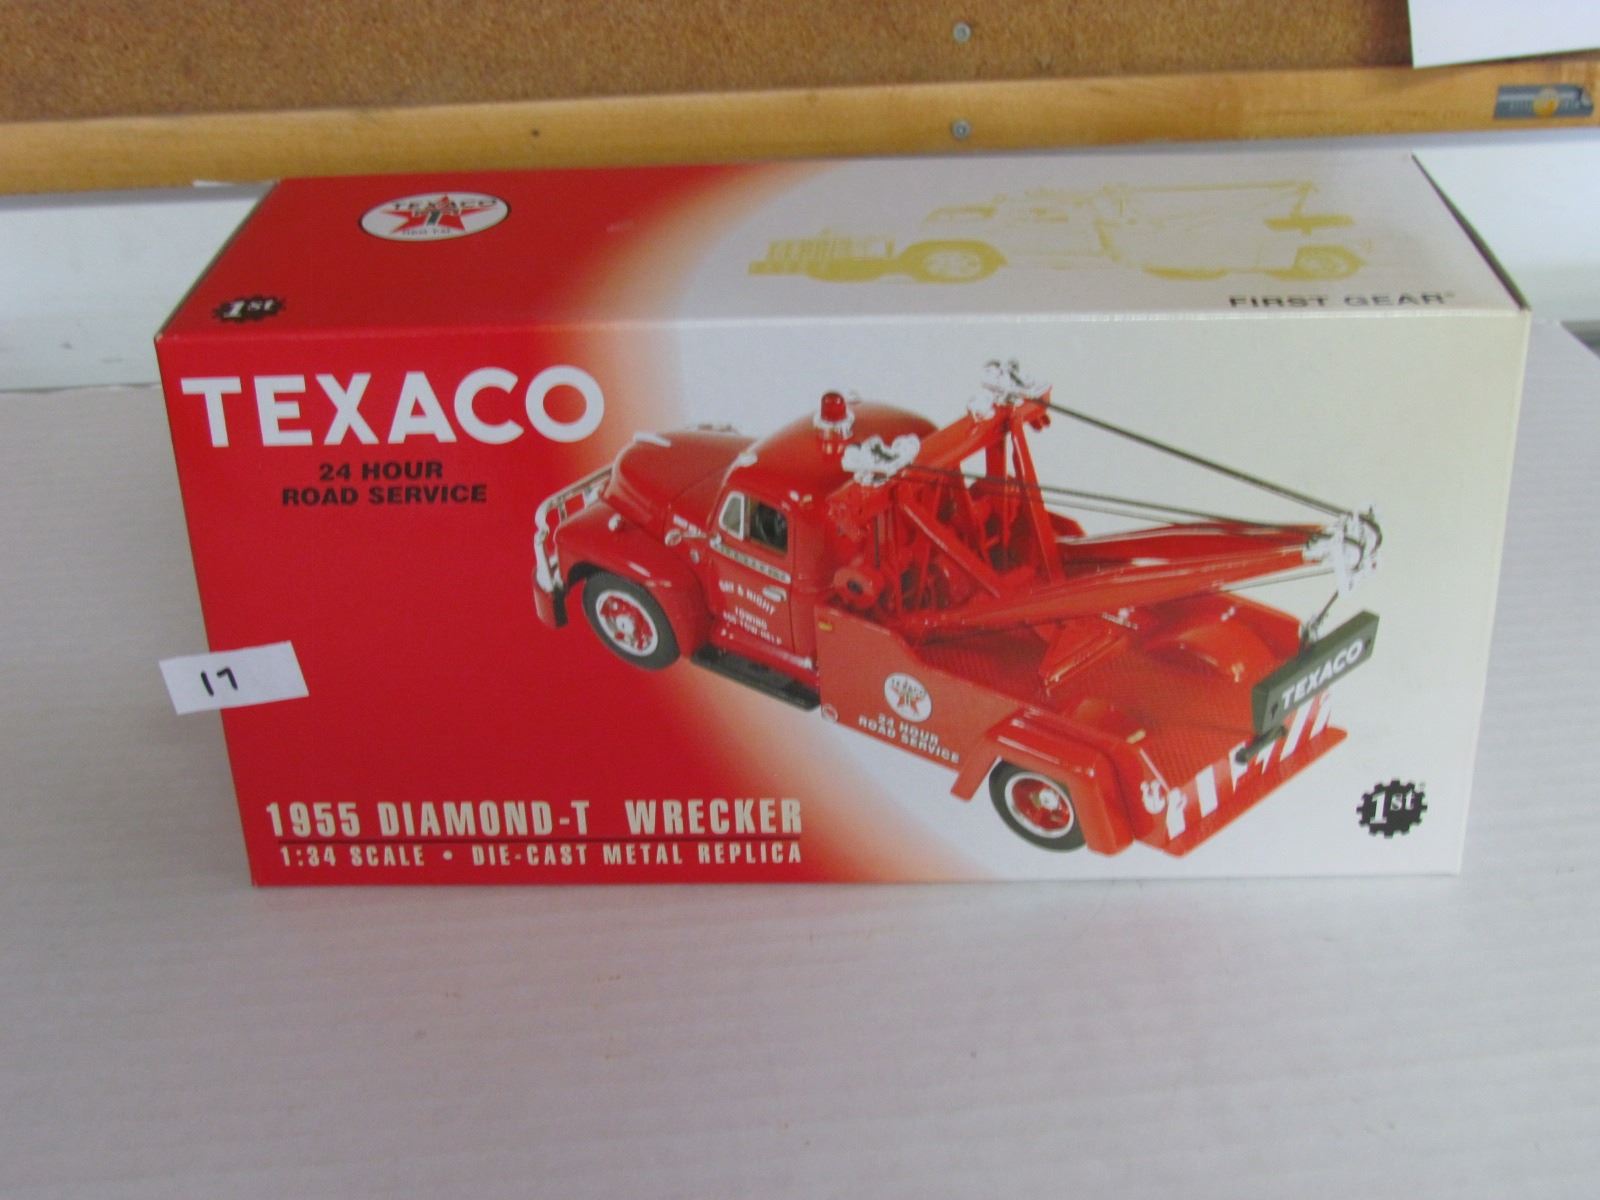 TEXACO
T
1st
FIRST GEAR
TEXACO
24 HOUR
ROAD SERVICE
DAY & NIGHT
TOWING
TEXACO
T
24 HOUR
ROAD SERVICE
TEXACO
17
1st
1955 DIAMOND-T WRECKER
1:34 SCALE • DIE-CAST METAL REPLICA